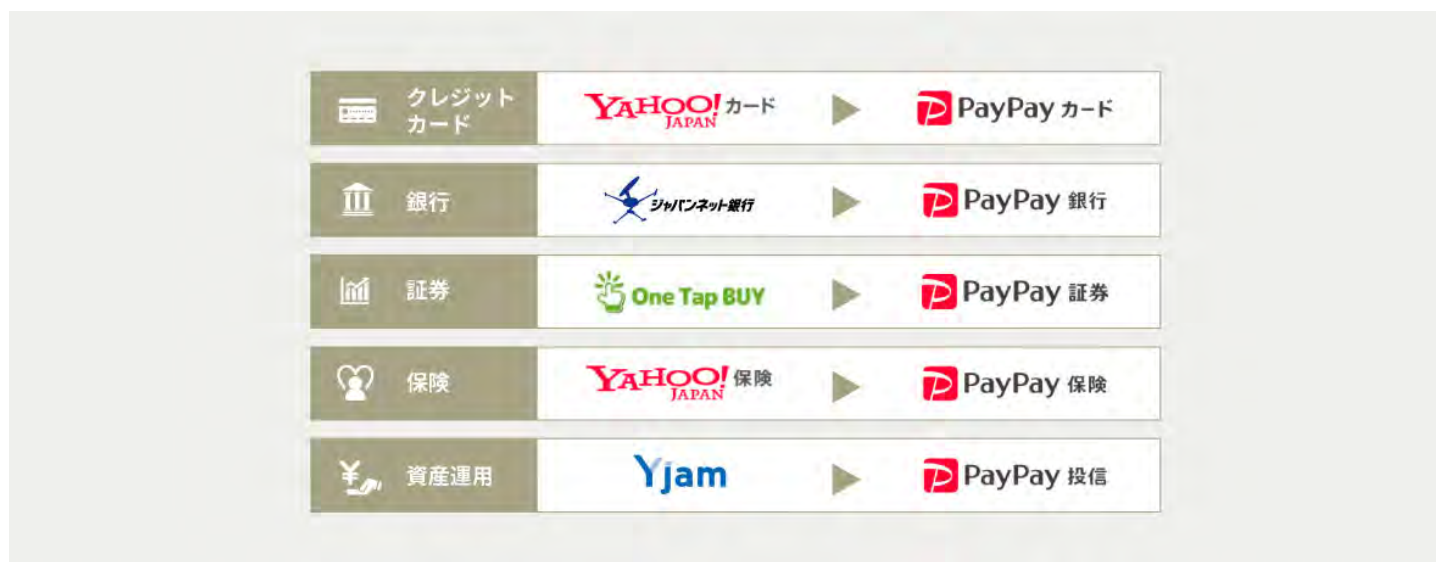 クレジット
カード
YAHOO! カード
JAPAN
PayPay カード
銀行
ジャパンネット銀行
PayPay 銀行
証券
One Tap BUY
PayPay 証券
保険
YAHOO! 保険
JAPAN
PayPay 保険
¥
資産運用
Yjam
PayPay 投信